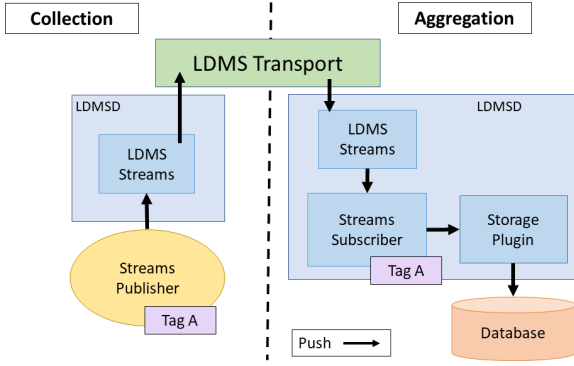 Collection
Aggregation
LDMS Transport
LDMSD
LDMS
Streams
Streams
Publisher
Tag A
LDMSD
LDMS
Streams
Streams
Subscriber
Tag A
Storage
Plugin
Database
Push